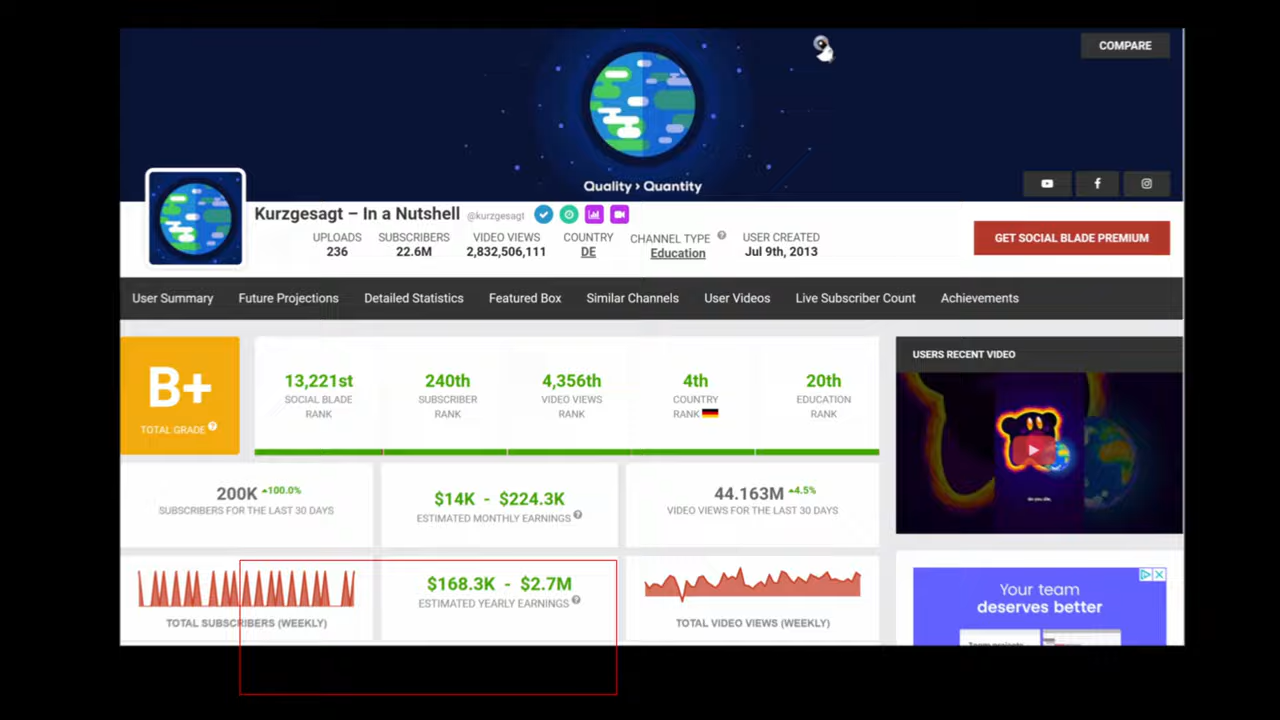 COMPARE
Quality › Quantity
Kurzgesagt – In a Nutshell @kurzgesagt
UPLOADS SUBSCRIBERS VIDEO VIEWS COUNTRY CHANNEL TYPE USER CREATED
236 22.6M 2,832,506,111 DE Education Jul 9th, 2013
GET SOCIAL BLADE PREMIUM
User Summary Future Projections Detailed Statistics Featured Box Similar Channels User Videos Live Subscriber Count Achievements
B+
TOTAL GRADE
13,221st
SOCIAL BLADE
RANK
240th
SUBSCRIBER
RANK
4,356th
VIDEO VIEWS
RANK
4th
COUNTRY
RANK
20th
EDUCATION
RANK
USERS RECENT VIDEO
200K 100.0%
SUBSCRIBERS FOR THE LAST 30 DAYS
$14K - $224.3K
ESTIMATED MONTHLY EARNINGS
44.163M 4.5%
VIDEO VIEWS FOR THE LAST 30 DAYS
TOTAL SUBSCRIBERS (WEEKLY)
$168.3K - $2.7M
ESTIMATED YEARLY EARNINGS
TOTAL VIDEO VIEWS (WEEKLY)
Your team
deserves better